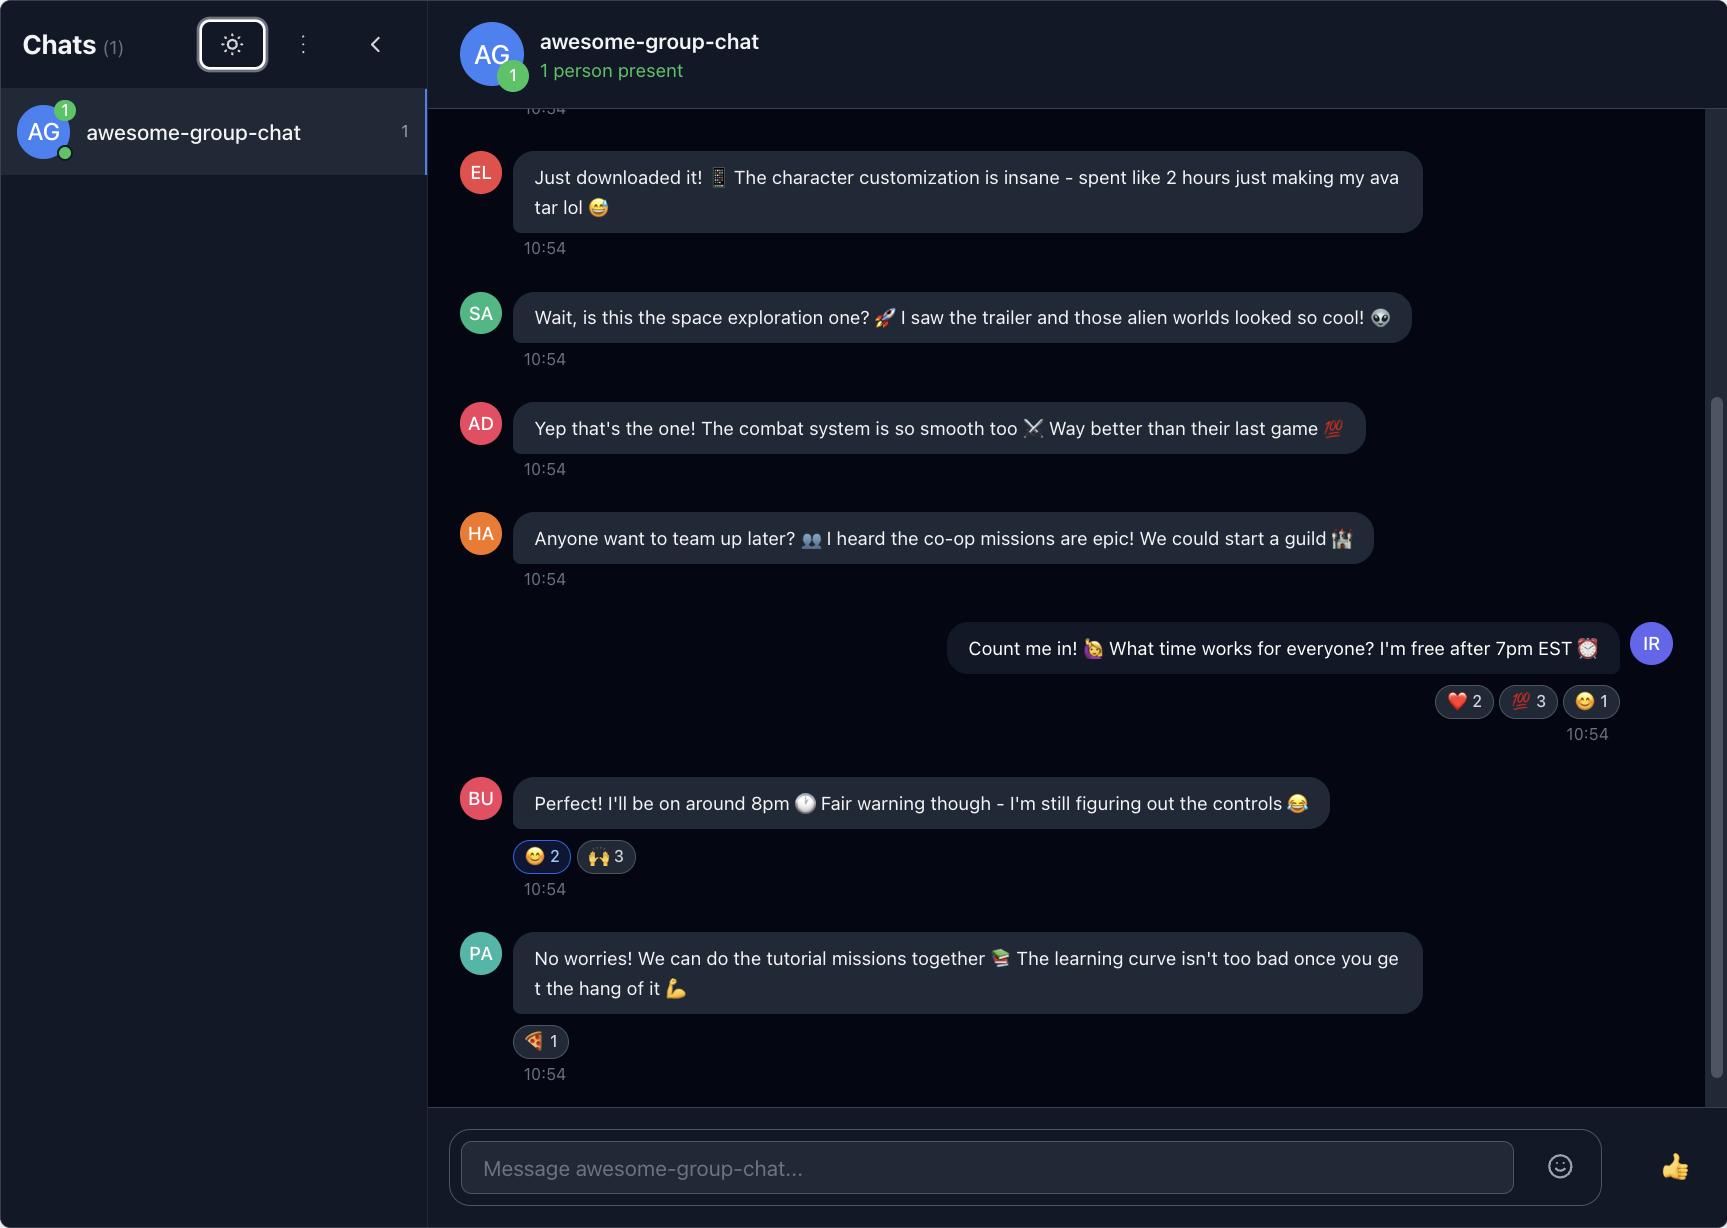 Chats (1)
AG
1
awesome-group-chat
1
AG
1
awesome-group-chat
1 person present
10:54
EL
Just downloaded it! 📱 The character customization is insane - spent like 2 hours just making my ava
tar lol 😅
10:54
SA
Wait, is this the space exploration one? 🚀 I saw the trailer and those alien worlds looked so cool! 👽
10:54
AD
Yep that's the one! The combat system is so smooth too ⚔️ Way better than their last game 💯
10:54
HA
Anyone want to team up later? 👥 I heard the co-op missions are epic! We could start a guild 🏰
10:54
Count me in! 🙋 What time works for everyone? I'm free after 7pm EST ⏰
IR
❤️ 2 💯 3 😊 1
10:54
BU
Perfect! I'll be on around 8pm 🕐 Fair warning though - I'm still figuring out the controls 😂
😊 2 🙌 3
10:54
PA
No worries! We can do the tutorial missions together 📚 The learning curve isn't too bad once you ge
t the hang of it 💪
🍕 1
10:54
Message awesome-group-chat...